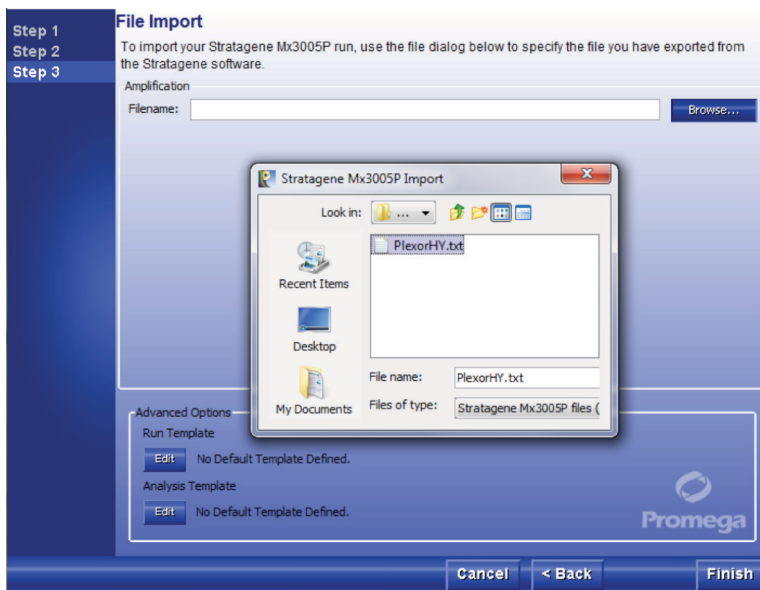 Step 1
Step 2
Step 3
File Import
To import your Stratagene Mx3005P run, use the file dialog below to specify the file you have exported from
the Stratagene software.
Amplification
Filename:
Browse...
Stratagene Mx3005P Import
Look in:
...
PlexorHY.txt
Recent Items
Desktop
My Documents
File name: PlexorHY.txt
Files of type: Stratagene Mx3005P files (
Advanced Options
Run Template
Edit No Default Template Defined.
Analysis Template
Edit No Default Template Defined.
Promega
Cancel < Back Finish